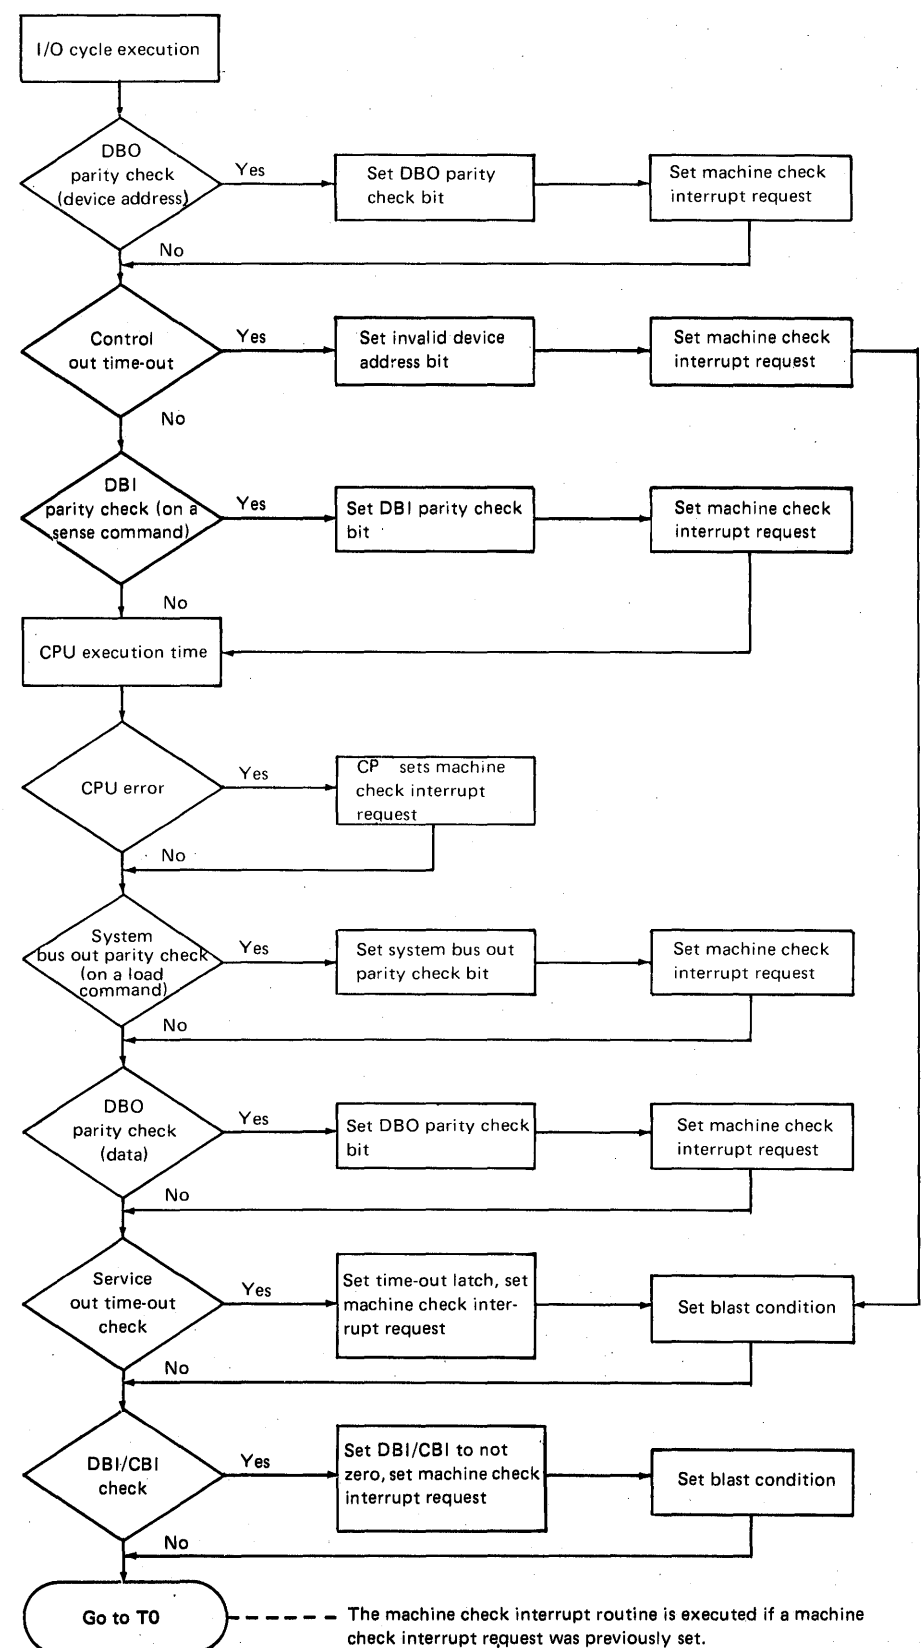 I/O cycle execution
DBO
parity check
(device address)
Yes
Set DBO parity
check bit
Set machine check
interrupt request
No
Control
out time-out
Yes
Set invalid device
address bit
Set machine check
interrupt request
No
DBI
parity check (on a
sense command)
Yes
Set DBI parity check
bit
Set machine check
interrupt request
No
CPU execution time
CPU error
Yes
CP sets machine
check interrupt
request
No
System
bus out parity check
(on a load
command)
Yes
Set system bus out
parity check bit
Set machine check
interrupt request
No
DBO
parity check
(data)
Yes
Set DBO parity check
bit
Set machine check
interrupt request
No
Service
out time-out
check
Yes
Set time-out latch, set
machine check inter-
rupt request
Set blast condition
No
DBI/CBI
check
Yes
Set DBI/CBI to not
zero, set machine check
interrupt request
Set blast condition
No
Go to T0
The machine check interrupt routine is executed if a machine
check interrupt request was previously set.